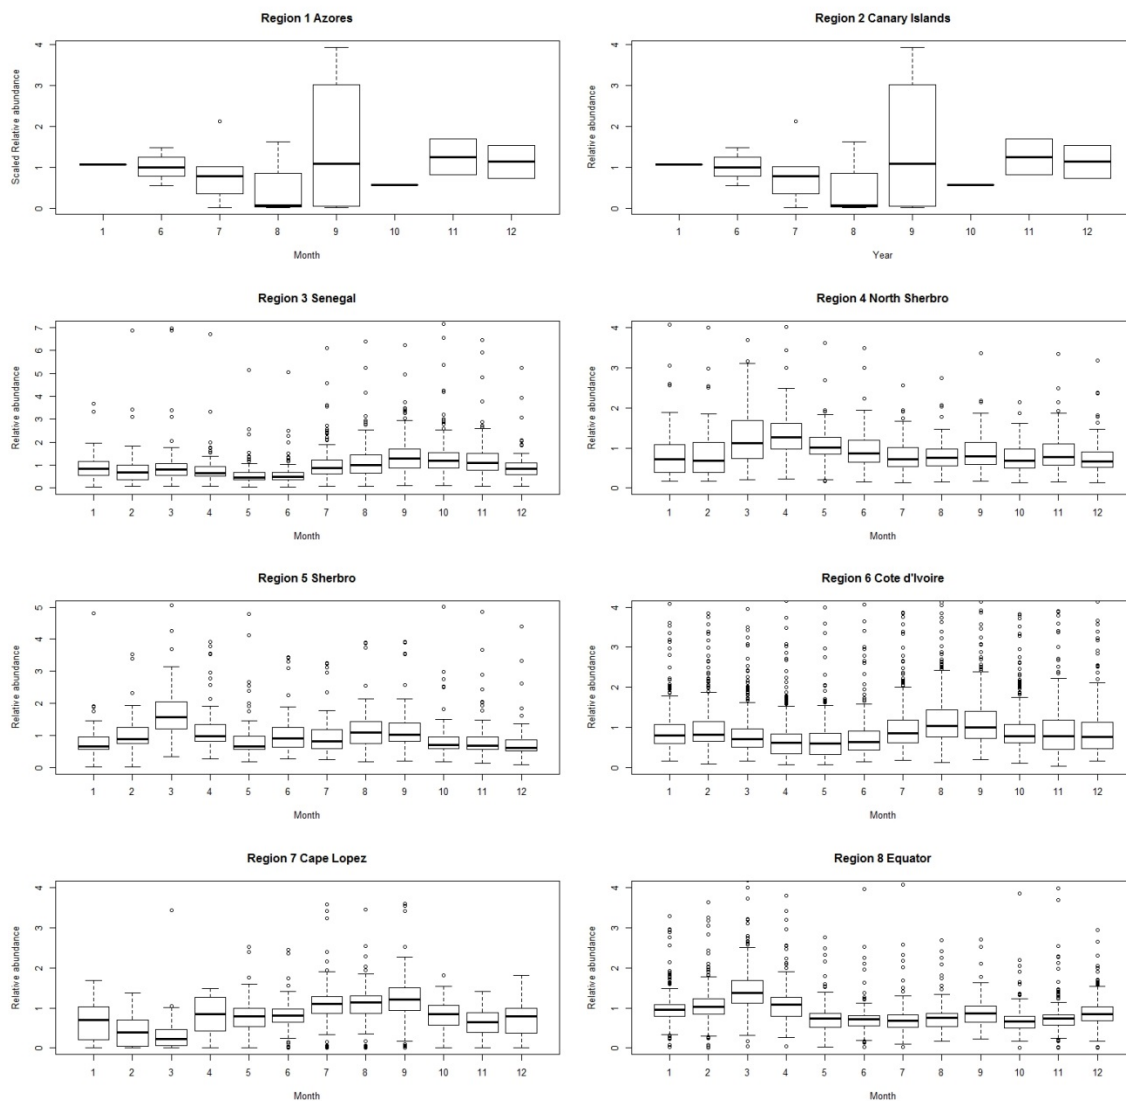 Region 1 Azores
Scaled Relative abundance
4
3
2
1
0
1 6 7 8 9 10 11 12
Month
Region 2 Canary Islands
Relative abundance
4
3
2
1
0
1 6 7 8 9 10 11 12
Year
Region 3 Senegal
Relative abundance
7
6
5
4
3
2
1
0
1 2 3 4 5 6 7 8 9 10 11 12
Month
Region 4 North Sherbro
Relative abundance
4
3
2
1
0
1 2 3 4 5 6 7 8 9 10 11 12
Month
Region 5 Sherbro
Relative abundance
5
4
3
2
1
0
1 2 3 4 5 6 7 8 9 10 11 12
Month
Region 6 Cote d'Ivoire
Relative abundance
4
3
2
1
0
1 2 3 4 5 6 7 8 9 10 11 12
Month
Region 7 Cape Lopez
Relative abundance
4
3
2
1
0
1 2 3 4 5 6 7 8 9 10 11 12
Month
Region 8 Equator
Relative abundance
4
3
2
1
0
1 2 3 4 5 6 7 8 9 10 11 12
Month